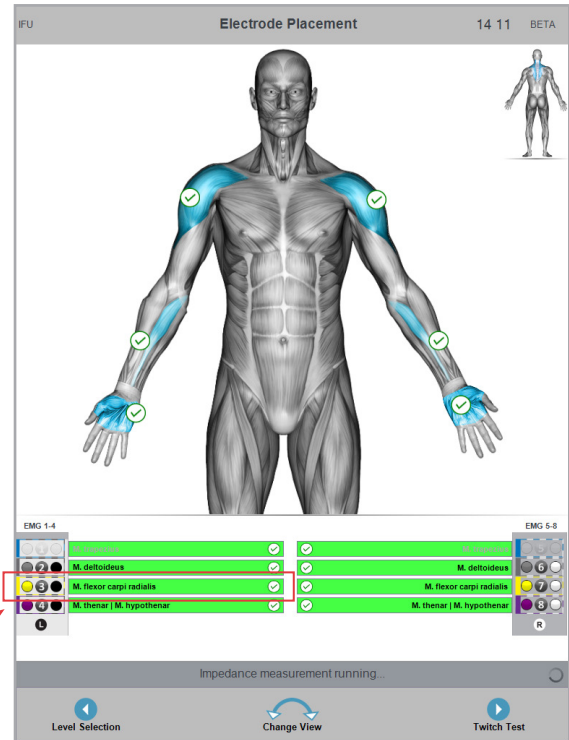 IFU Electrode Placement 14 11 BETA
EMG 1-4 EMG 5-8
2 M. deltoideus M. deltoideus 6
3 M. flexor carpi radialis M. flexor carpi radialis 7
4 M. thenar | M. hypothenar M. thenar | M. hypothenar 8
L R
Impedance measurement running...
Level Selection Change View Twitch Test